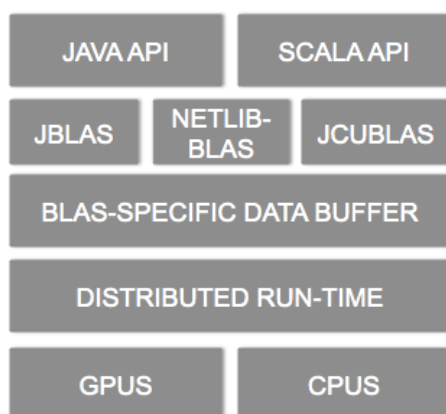 JAVA API
SCALA API
JBLAS
NETLIB-
BLAS
JCUBLAS
BLAS-SPECIFIC DATA BUFFER
DISTRIBUTED RUN-TIME
GPUS
CPUS